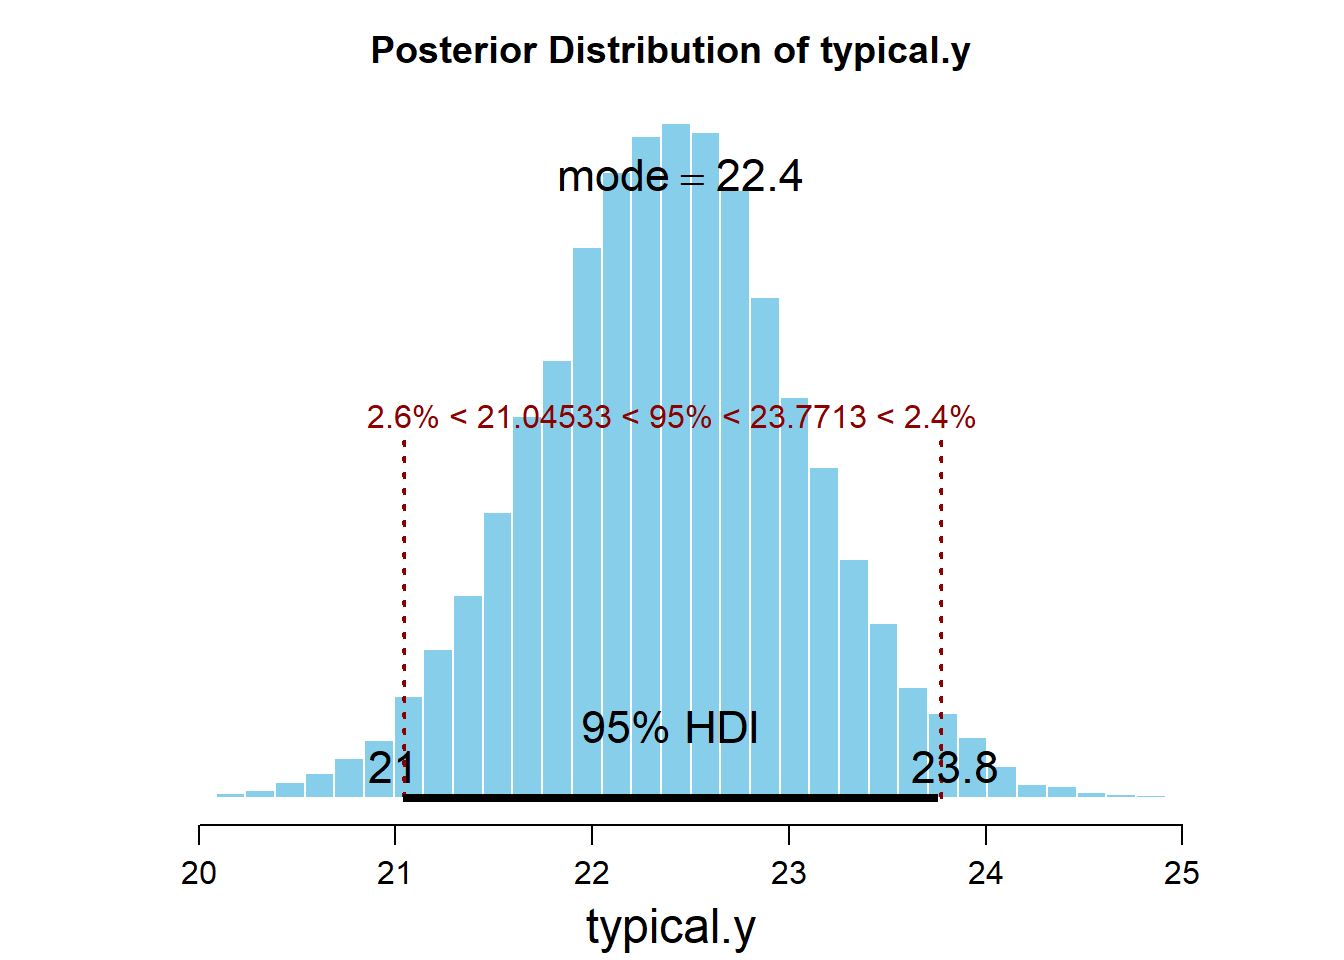 Posterior Distribution of typical.y
mode = 22.4
2.6% < 21.04533 < 95% < 23.7713 < 2.4%
95% HDI
21 23.8
20 21 22 23 24 25
typical.y